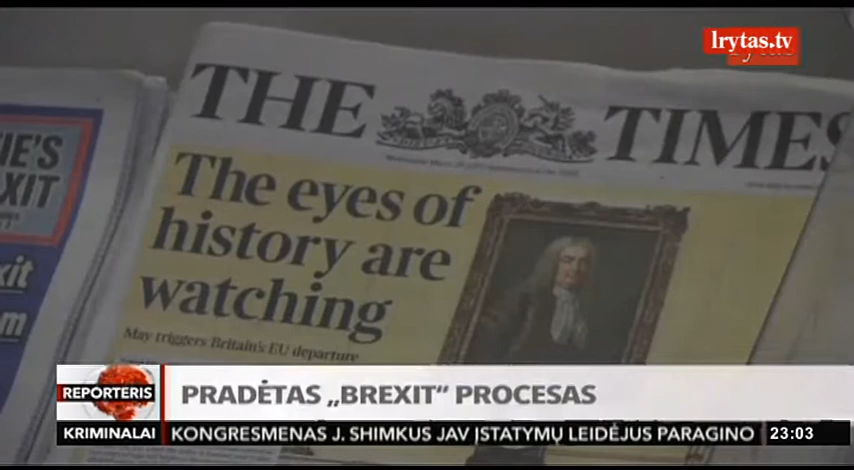 lrytas.tv
THE TIMES
IE'S
XIT
xit
m
The eyes of
history are
watching
May triggers Britain's EU departure
REPORTERIS
PRADĖTAS „BREXIT“ PROCESAS
KRIMINALAI
KONGRESMENAS J. SHIMKUS JAV ĮSTATYMŲ LEIDĖJUS PARAGINO
23:03